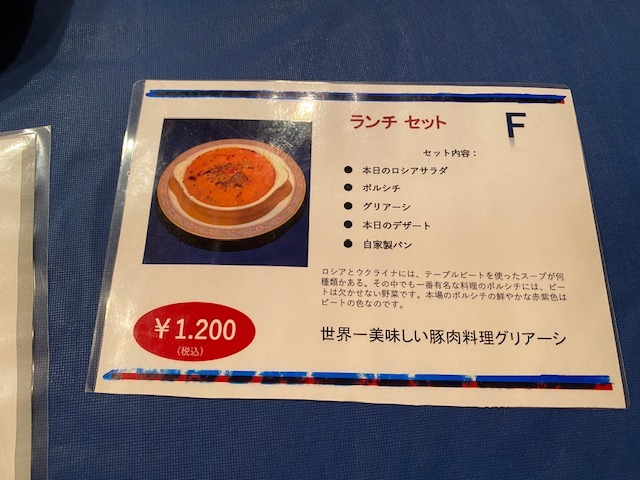 ランチ セット
F
セット内容：
● 本日のロシアサラダ
● ボルシチ
● グリアーシ
● 本日のデザート
● 自家製パン
ロシアとウクライナには、テーブルビートを使ったスープが何
種類かある。その中でも一番有名な料理のボルシチには、ビー
トは欠かせない野菜です。本場のボルシチの鮮やかな赤紫色は
ビートの色なのです。
￥1.200
(税込)
世界一美味しい豚肉料理グリアーシ